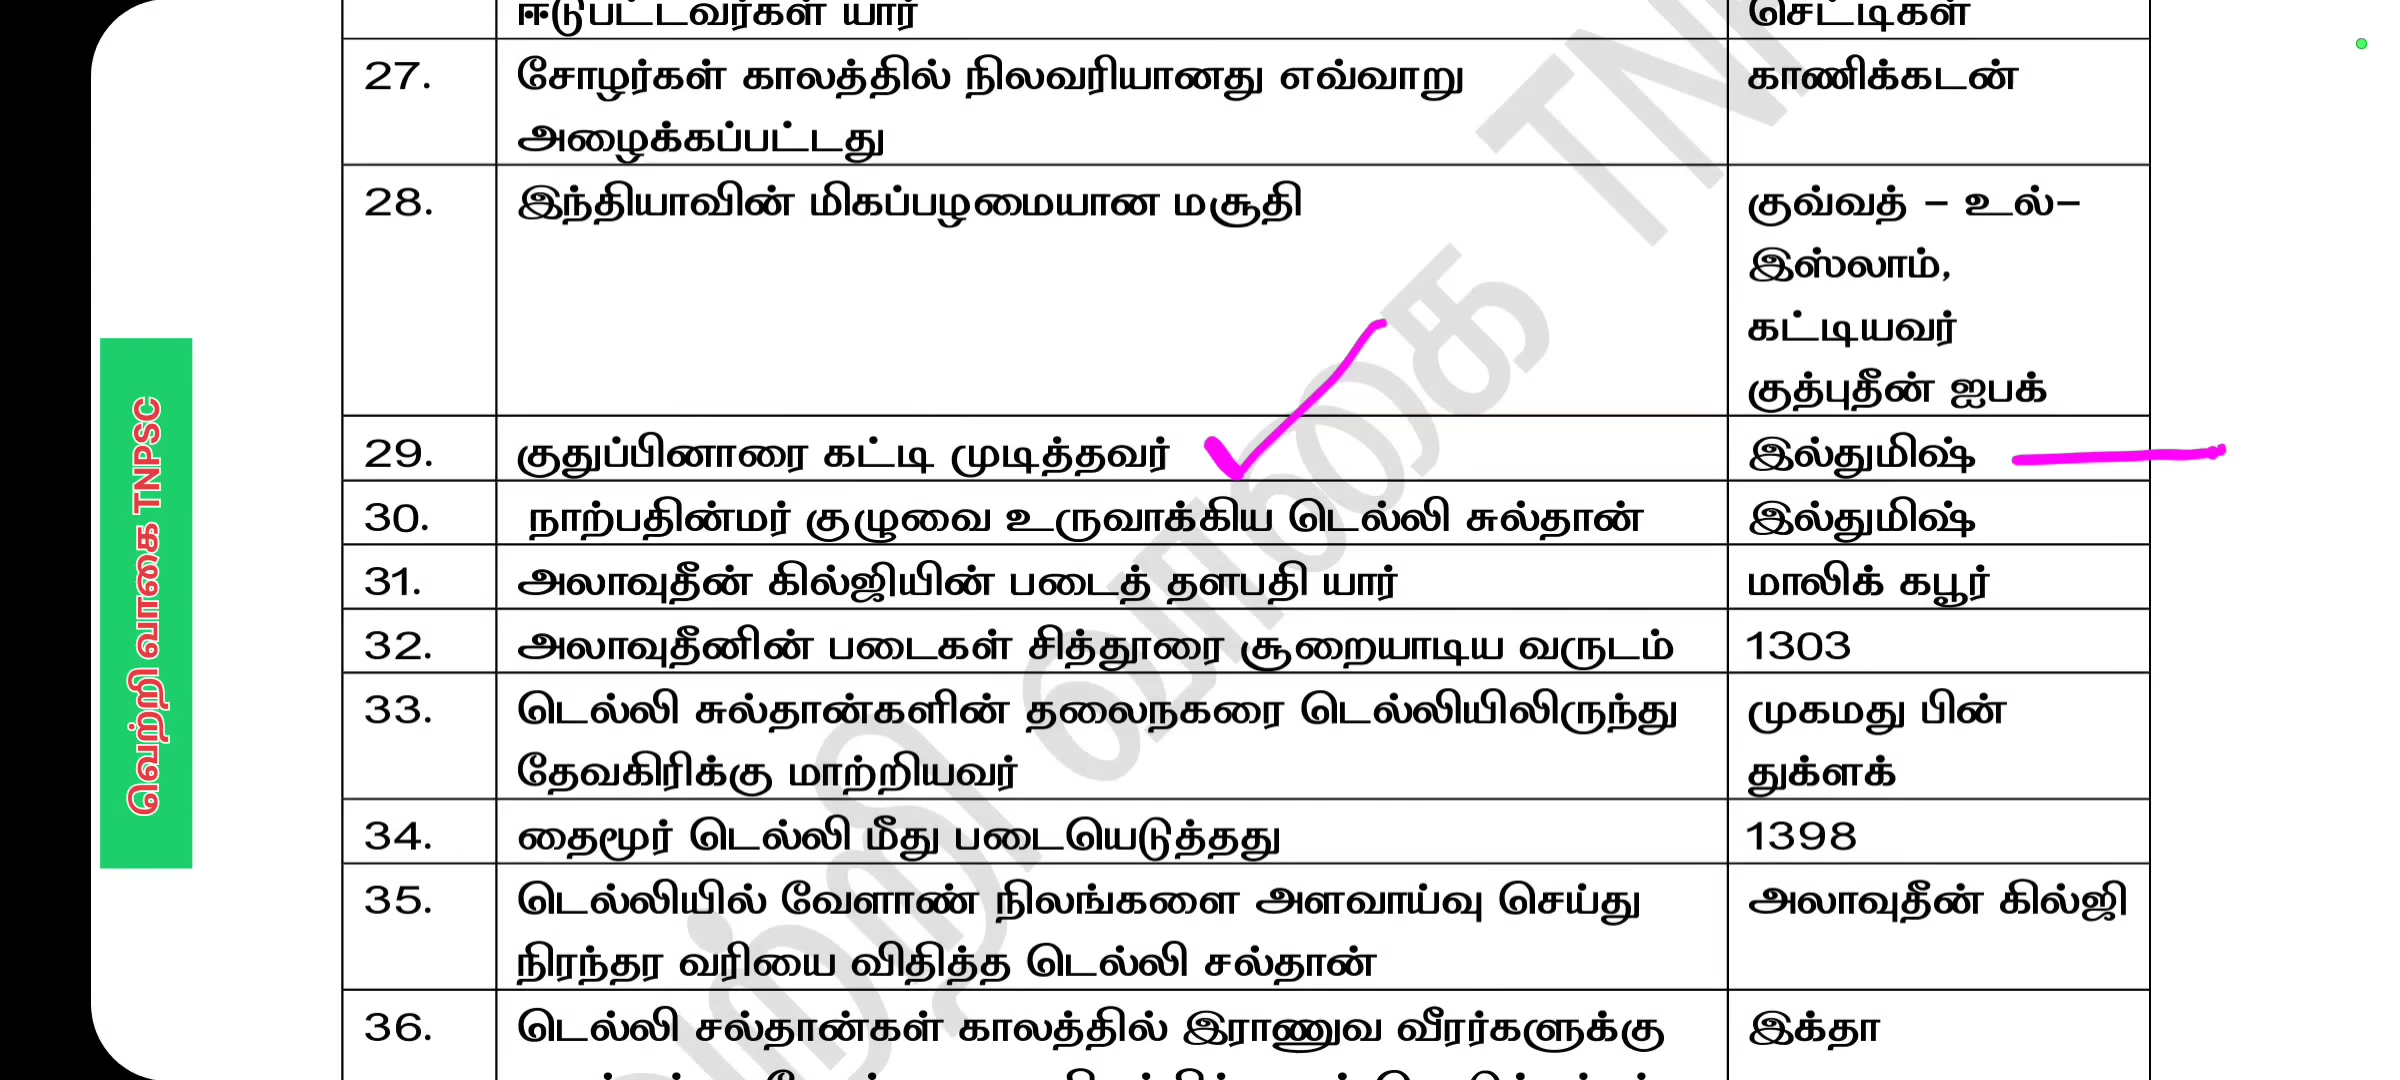 ஈடுபட்டவர்கள் யார் செட்டிகள்
27. சோழர்கள் காலத்தில் நிலவரியானது எவ்வாறு காணிக்கடன்
அழைக்கப்பட்டது
28. இந்தியாவின் மிகப்பழமையான மசூதி குவ்வத் – உல்–
இஸ்லாம்,
கட்டியவர்
குத்புதீன் ஐபக்
29. குதுப்பினாரை கட்டி முடித்தவர் இல்துமிஷ்
30. நாற்பதின்மர் குழுவை உருவாக்கிய டெல்லி சுல்தான் இல்துமிஷ்
31. அலாவுதீன் கில்ஜியின் படைத் தளபதி யார் மாலிக் கபூர்
32. அலாவுதீனின் படைகள் சித்தூரை சூறையாடிய வருடம் 1303
33. டெல்லி சுல்தான்களின் தலைநகரை டெல்லியிலிருந்து முகமது பின்
தேவகிரிக்கு மாற்றியவர் துக்ளக்
34. தைமூர் டெல்லி மீது படையெடுத்தது 1398
35. டெல்லியில் வேளாண் நிலங்களை அளவாய்வு செய்து அலாவுதீன் கில்ஜி
நிரந்தர வரியை விதித்த டெல்லி சல்தான்
36. டெல்லி சல்தான்கள் காலத்தில் இராணுவ வீரர்களுக்கு இக்தா
வெற்றி வாகை TNPSC